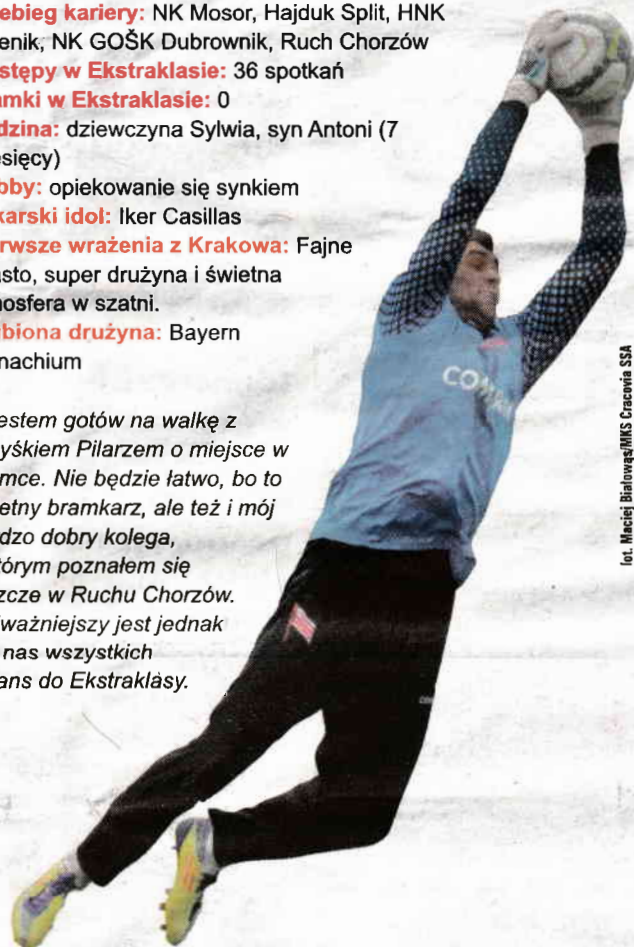 ebieg kariery: NK Mosor, Hajduk Split, HNK
enik, NK GOŠK Dubrownik, Ruch Chorzów
stępy w Ekstraklasie: 36 spotkań
amki w Ekstraklasie: 0
dzina: dziewczyna Sylwia, syn Antoni (7
esięcy)
bby: opiekowanie się synkiem
karski idol: Iker Casillas
rwsze wrażenia z Krakowa: Fajne
asto, super drużyna i świetna
nosfera w szatni.
biona drużyna: Bayern
nachium
estem gotów na walkę z
yśkiem Pilarzem o miejsce w
mce. Nie będzie łatwo, bo to
etny bramkarz, ale też i mój
dzo dobry kolega,
tórym poznałem się
zcze w Ruchu Chorzów.
ważniejszy jest jednak
nas wszystkich
ans do Ekstraklasy.
fot. Maciej Białowąs/MKS Cracovia SSA